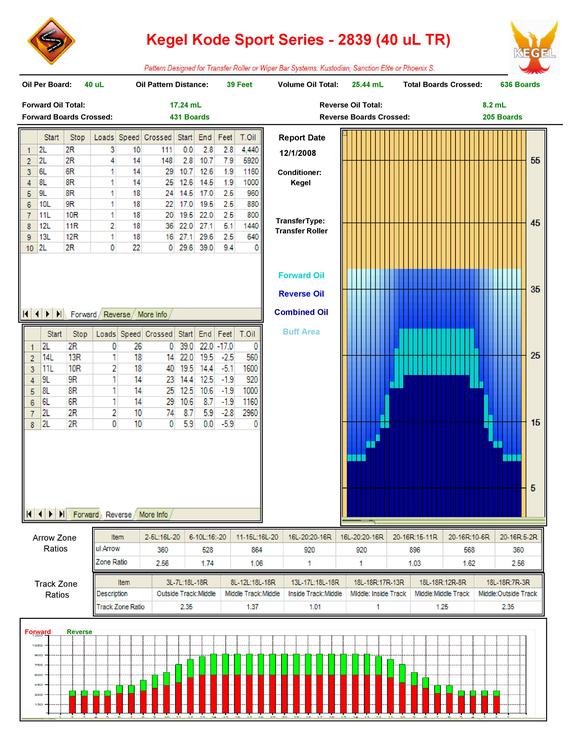 Kegel Kode Sport Series - 2839 (40 uL TR)
KEGEL
Pattern Designed for Transfer Roller or Wiper Bar Systems: Kustodian, Sanction Elite or Phoenix S.
Oil Per Board: 40 uL Oil Pattern Distance: 39 Feet Volume Oil Total: 25.44 mL Total Boards Crossed: 636 Boards
Forward Oil Total: 17.24 mL Reverse Oil Total: 8.2 mL
Forward Boards Crossed: 431 Boards Reverse Boards Crossed: 205 Boards
Start Stop Loads Speed Crossed Start End Feet T.Oil
1 2L 2R 3 10 111 0.0 2.8 2.8 4,440
2 2L 2R 4 14 148 2.8 10.7 7.9 5920
3 6L 6R 1 14 29 10.7 12.6 1.9 1160
4 8L 8R 1 14 25 12.6 14.5 1.9 1000
5 9L 8R 1 18 24 14.5 17.0 2.5 960
6 10L 9R 1 18 22 17.0 19.5 2.5 880
7 11L 10R 1 18 20 19.5 22.0 2.5 800
8 12L 11R 2 18 36 22.0 27.1 5.1 1440
9 13L 12R 1 18 16 27.1 29.6 2.5 640
10 2L 2R 0 22 0 29.6 39.0 9.4 0
Forward Reverse More Info
Start Stop Loads Speed Crossed Start End Feet T.Oil
1 2L 2R 0 26 0 39.0 22.0 -17.0 0
2 14L 13R 1 18 14 22.0 19.5 -2.5 560
3 11L 10R 2 18 40 19.5 14.4 -5.1 1600
4 9L 9R 1 14 23 14.4 12.5 -1.9 920
5 8L 8R 1 14 25 12.5 10.6 -1.9 1000
6 6L 6R 1 14 29 10.6 8.7 -1.9 1160
7 2L 2R 2 10 74 8.7 5.9 -2.8 2960
8 2L 2R 0 10 0 5.9 0.0 -5.9 0
Forward Reverse More Info
Report Date
12/1/2008
Conditioner:
Kegel
TransferType:
Transfer Roller
Forward Oil
Reverse Oil
Combined Oil
Buff Area
55
45
35
25
15
5
Arrow Zone Ratios
Item 2-5L:16L-20 6-10L:16L-20 11-15L:16L-20 16L-20:20-16R 16L-20:20-16R 20-16R:15-11R 20-16R:10-6R 20-16R:5-2R
ul.Arrow 360 528 864 920 920 896 568 360
Zone Ratio 2.56 1.74 1.06 1 1 1.03 1.62 2.56
Track Zone Ratios
Item 3L-7L:18L-18R 8L-12L:18L-18R 13L-17L:18L-18R 18L-18R:17R-13R 18L-18R:12R-8R 18L-18R:7R-3R
Description Outside Track:Middle Middle Track:Middle Inside Track:Middle Middle: Inside Track Middle:Middle Track Middle:Outside Track
Track Zone Ratio 2.35 1.37 1.01 1 1.25 2.35
Forward Reverse